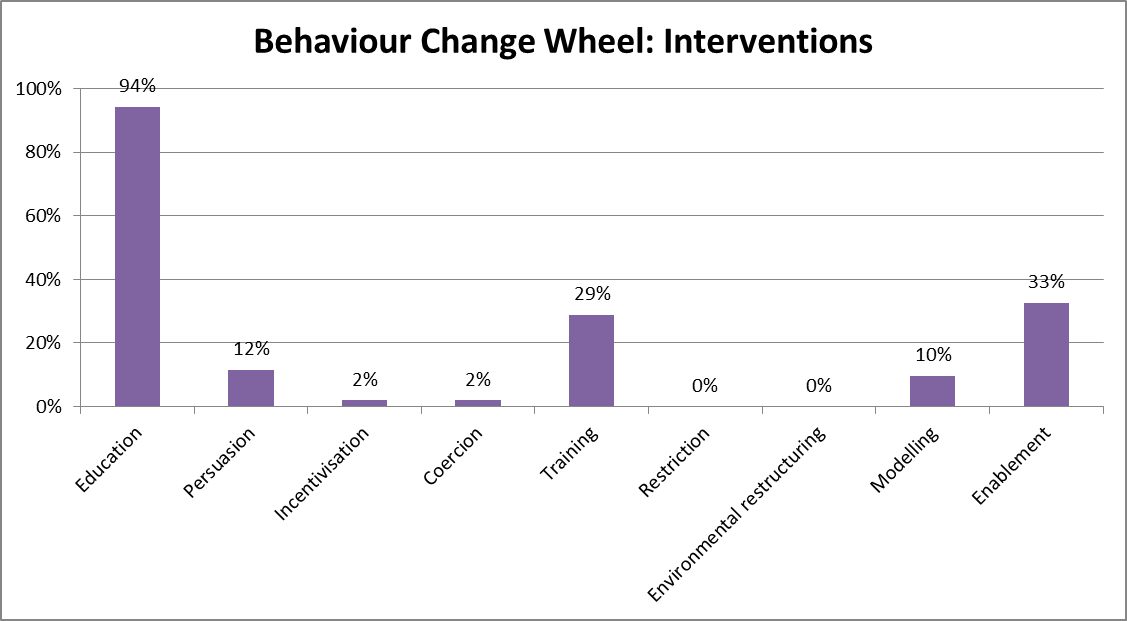 Behaviour Change Wheel: Interventions
100%
80%
60%
40%
20%
0%
94%
12%
2%
2%
29%
0%
0%
10%
33%
Education
Persuasion
Incentivisation
Coercion
Training
Restriction
Environmental restructuring
Modelling
Enablement